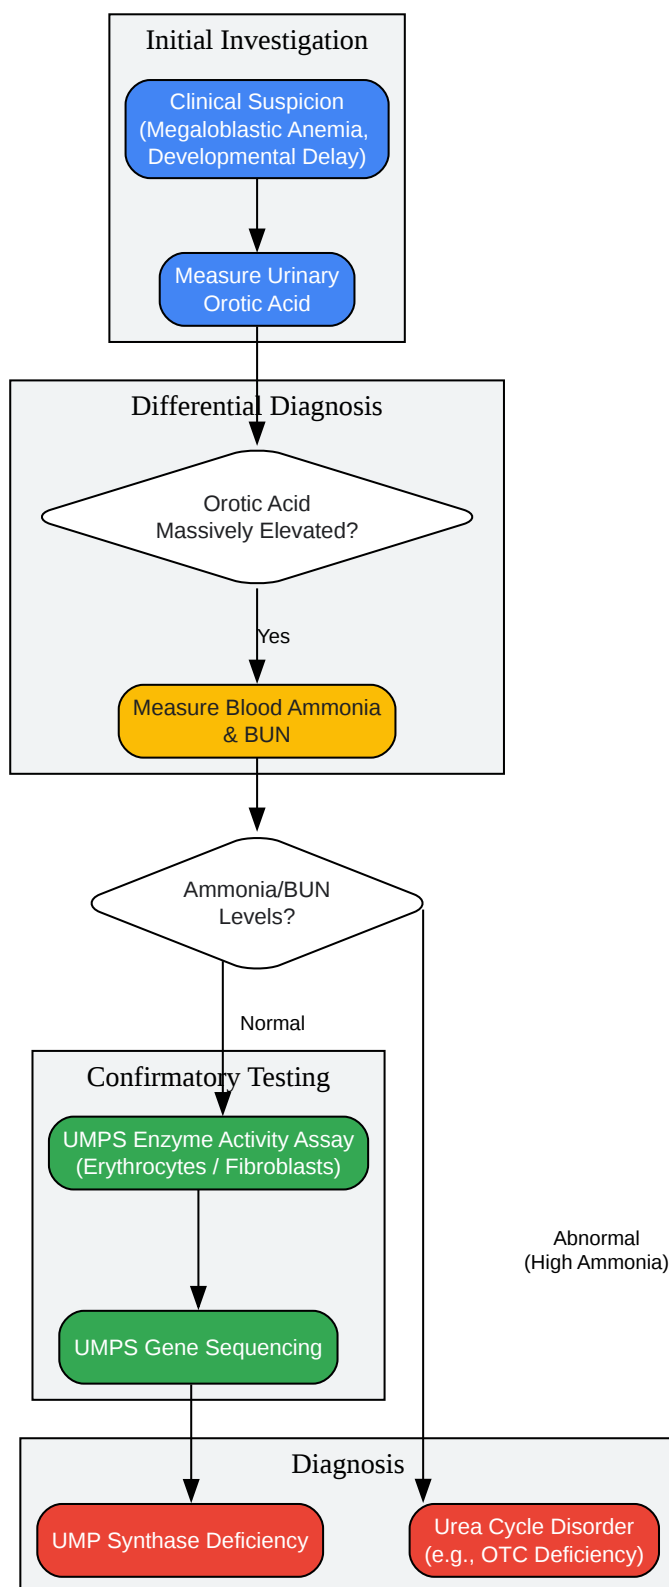 Initial Investigation
Clinical Suspicion
(Megaloblastic Anemia,
Developmental Delay)
Measure Urinary
Orotic Acid
Differential Diagnosis
Orotic Acid
Massively Elevated?
Yes
Measure Blood Ammonia
& BUN
Ammonia/BUN
Levels?
Normal
Confirmatory Testing
UMPS Enzyme Activity Assay
(Erythrocytes / Fibroblasts)
Abnormal
(High Ammonia)
UMPS Gene Sequencing
Diagnosis
UMP Synthase Deficiency
Urea Cycle Disorder
(e.g., OTC Deficiency)